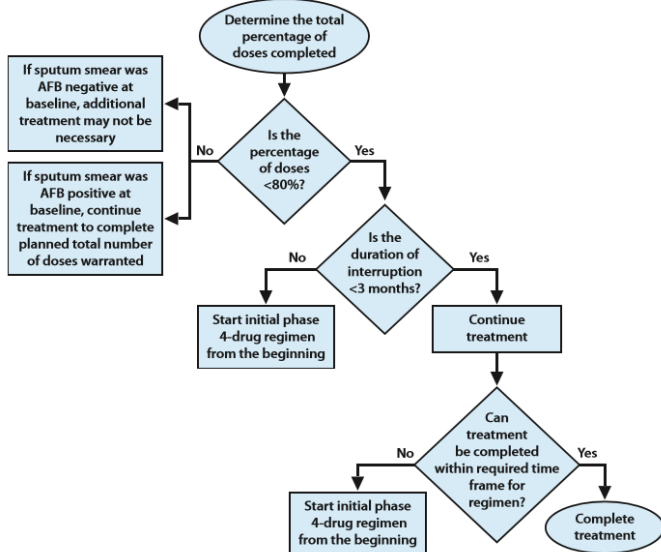 Determine the total
percentage of
doses completed
If sputum smear was
AFB negative at
baseline, additional
treatment may not be
necessary
No
Is the
percentage
of doses
<80%?
Yes
If sputum smear was
AFB positive at
baseline, continue
treatment to complete
planned total number
of doses warranted
No
Is the
duration of
interruption
<3 months?
Yes
Start initial phase
4-drug regimen
from the beginning
Continue
treatment
No
Can
treatment
be completed
within required time
frame for
regimen?
Yes
Start initial phase
4-drug regimen
from the beginning
Complete
treatment